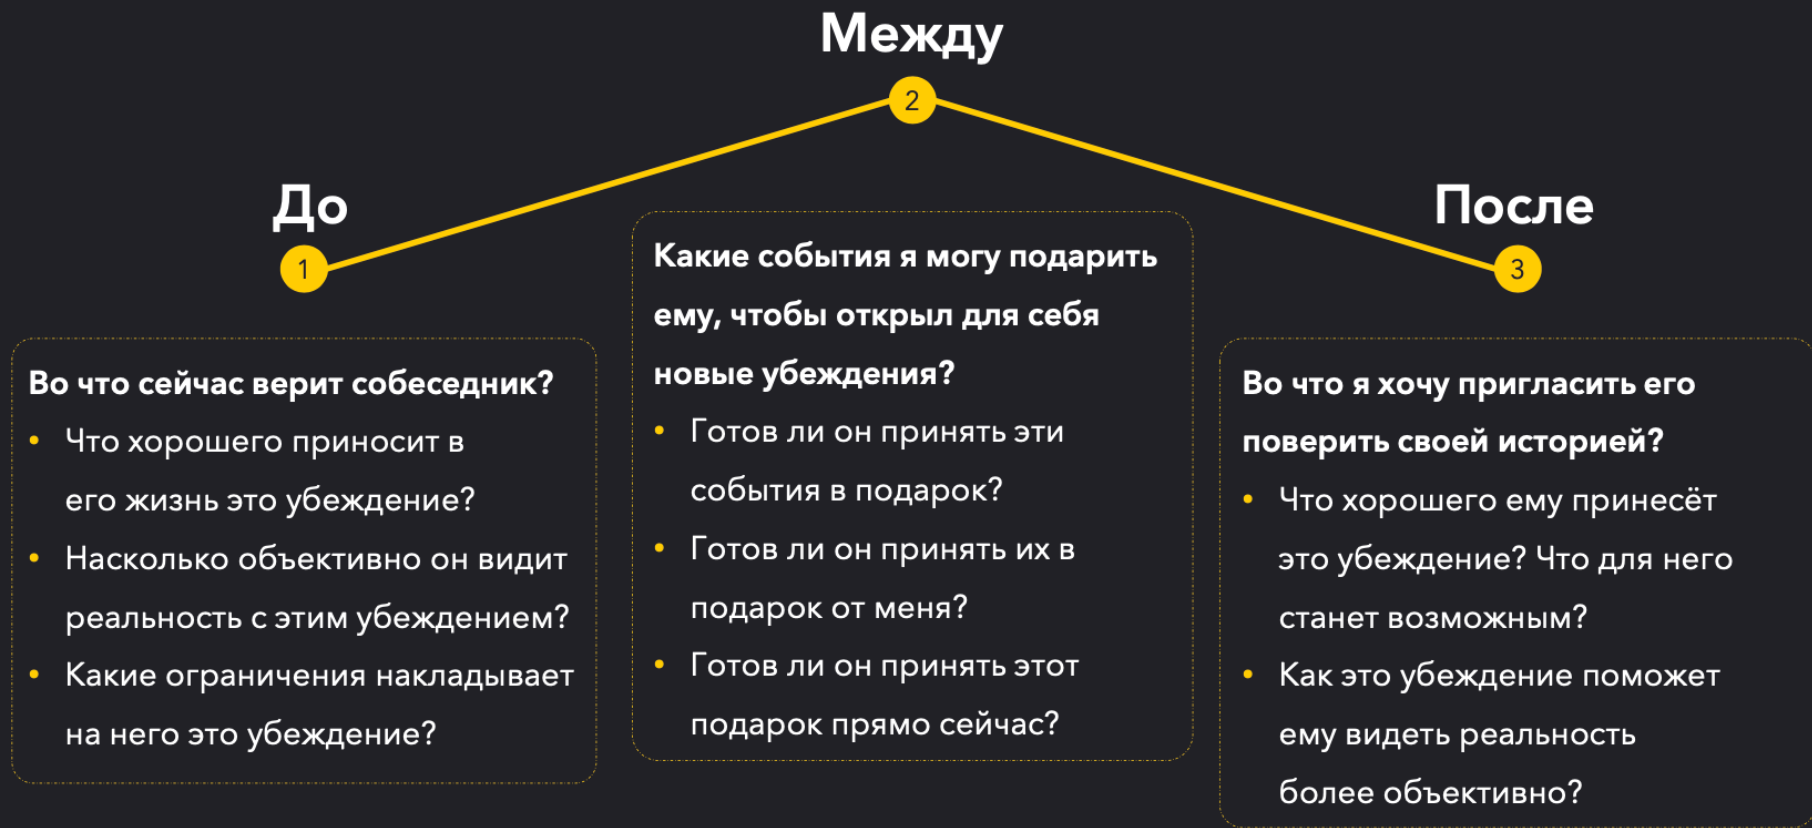 Между
2
До
1
После
3
Во что сейчас верит собеседник?
• Что хорошего приносит в
его жизнь это убеждение?
• Насколько объективно он видит
реальность с этим убеждением?
• Какие ограничения накладывает
на него это убеждение?
Какие события я могу подарить
ему, чтобы открыл для себя
новые убеждения?
• Готов ли он принять эти
события в подарок?
• Готов ли он принять их в
подарок от меня?
• Готов ли он принять этот
подарок прямо сейчас?
Во что я хочу пригласить его
поверить своей историей?
• Что хорошего ему принесёт
это убеждение? Что для него
станет возможным?
• Как это убеждение поможет
ему видеть реальность
более объективно?